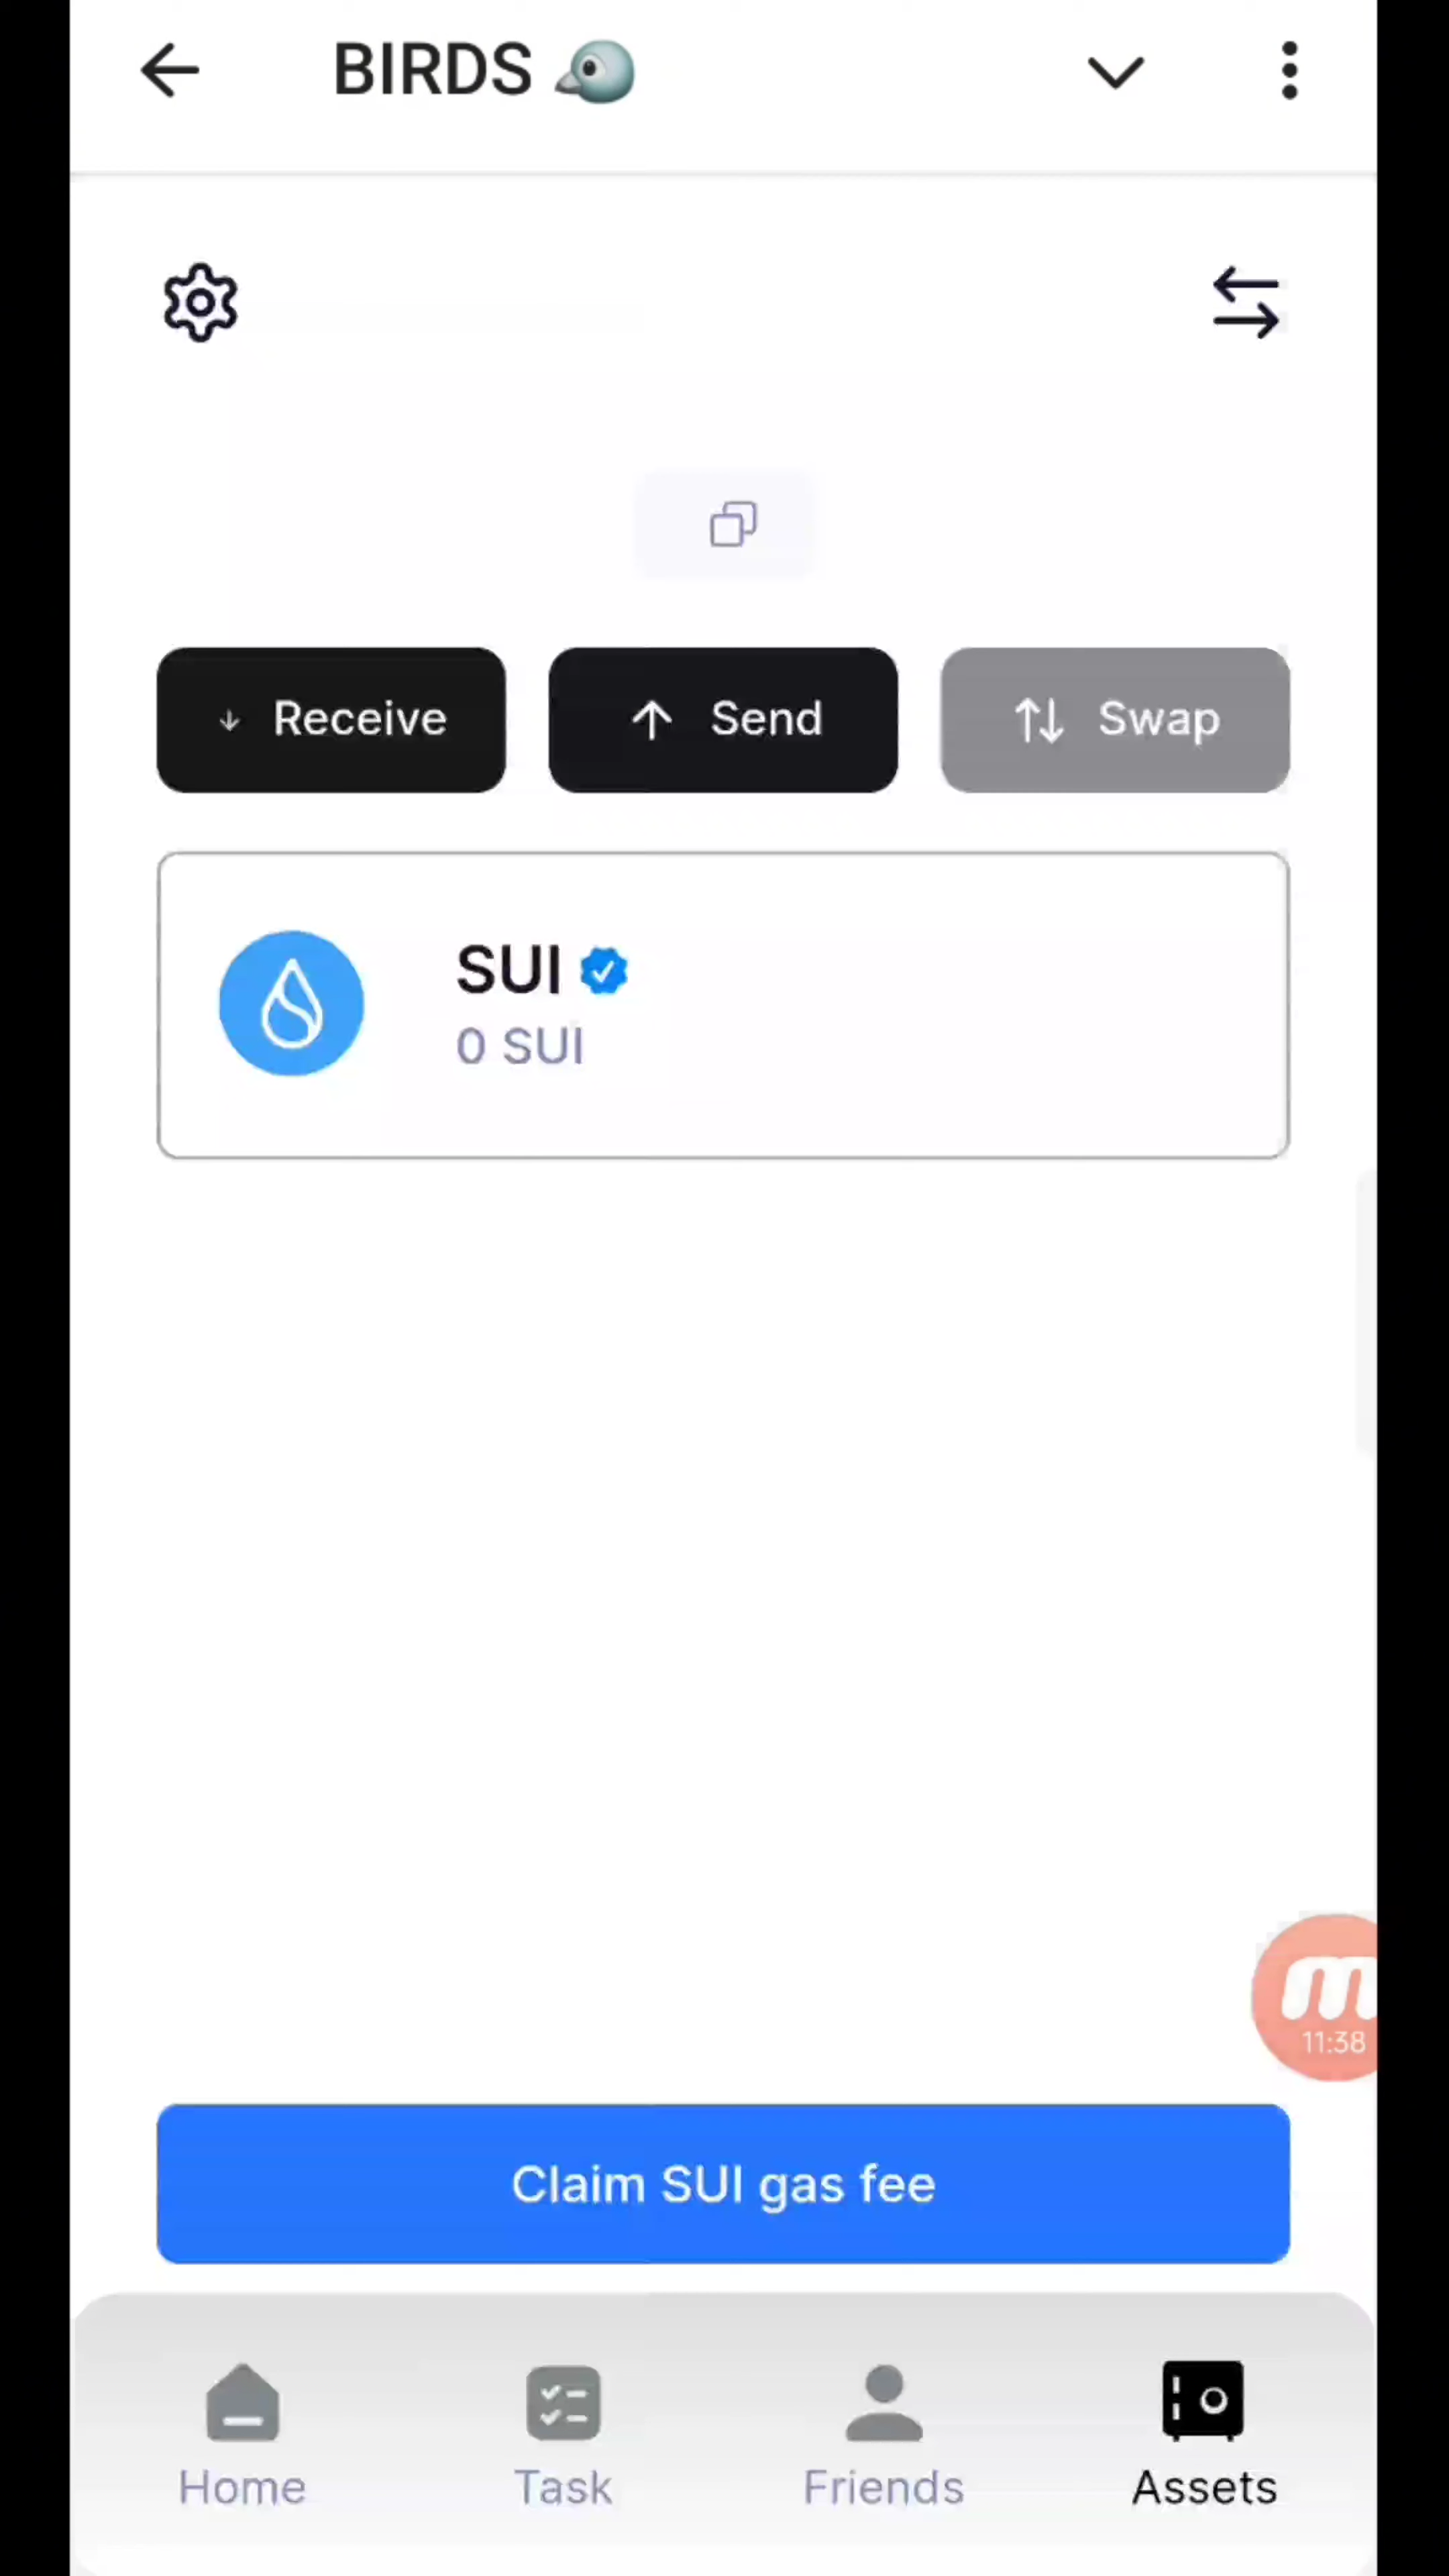 BIRDS
Receive
Send
Swap
SUI
0 SUI
m
11:38
Claim SUI gas fee
Home
Task
Friends
Assets